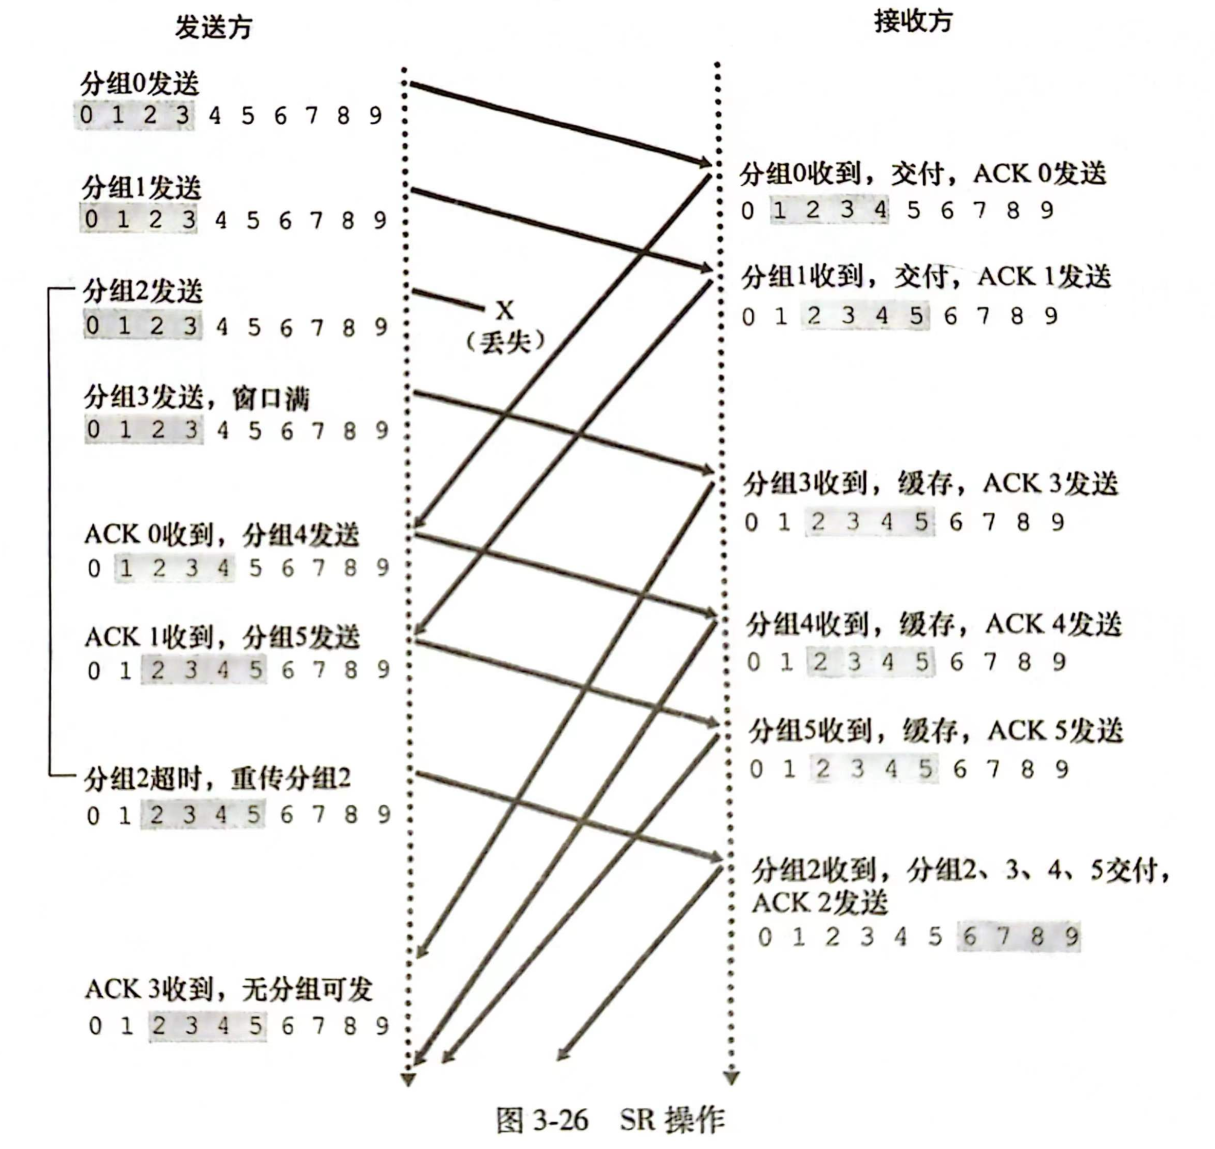 发送方
接收方
分组0发送
0 1 2 3 4 5 6 7 8 9
分组0收到，交付，ACK 0发送
0 1 2 3 4 5 6 7 8 9
分组1发送
0 1 2 3 4 5 6 7 8 9
分组1收到，交付，ACK 1发送
0 1 2 3 4 5 6 7 8 9
分组2发送
0 1 2 3 4 5 6 7 8 9
X
（丢失）
分组3发送，窗口满
0 1 2 3 4 5 6 7 8 9
分组3收到，缓存，ACK 3发送
0 1 2 3 4 5 6 7 8 9
ACK 0收到，分组4发送
0 1 2 3 4 5 6 7 8 9
分组4收到，缓存，ACK 4发送
0 1 2 3 4 5 6 7 8 9
ACK 1收到，分组5发送
0 1 2 3 4 5 6 7 8 9
分组5收到，缓存，ACK 5发送
0 1 2 3 4 5 6 7 8 9
分组2超时，重传分组2
0 1 2 3 4 5 6 7 8 9
分组2收到，分组2、3、4、5交付，
ACK 2发送
0 1 2 3 4 5 6 7 8 9
ACK 3收到，无分组可发
0 1 2 3 4 5 6 7 8 9
图 3-26 SR 操作